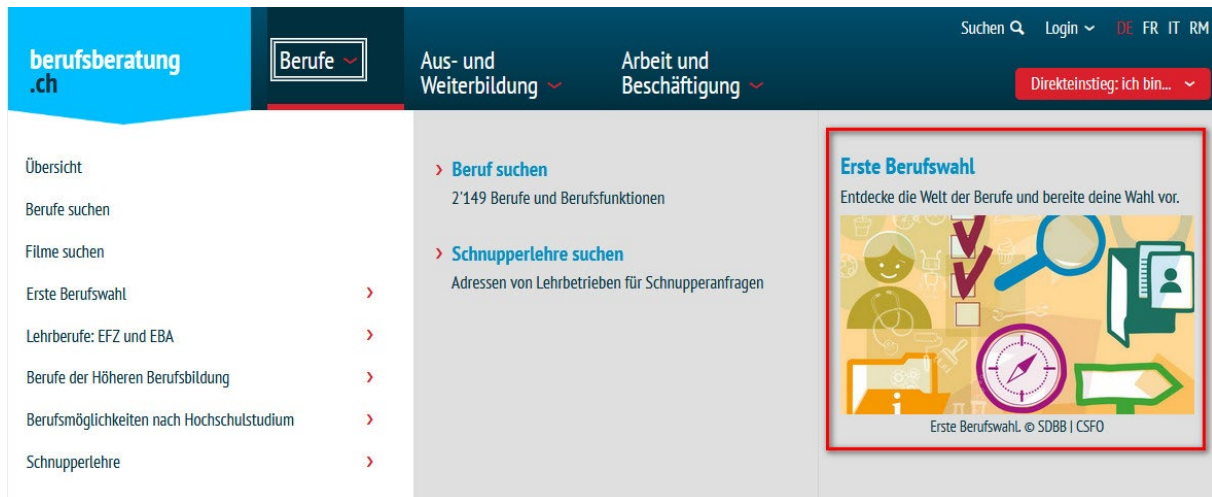 Suchen Login DE FR IT RM
berufsberatung
.ch
Berufe
Aus- und
Weiterbildung
Arbeit und
Beschäftigung
Direkteinstieg: ich bin...
Übersicht
Berufe suchen
Filme suchen
Erste Berufswahl
Lehrberufe: EFZ und EBA
Berufe der Höheren Berufsbildung
Berufsmöglichkeiten nach Hochschulstudium
Schnupperlehre
Beruf suchen
2'149 Berufe und Berufsfunktionen
Schnupperlehre suchen
Adressen von Lehrbetrieben für Schnupperanfragen
Erste Berufswahl
Entdecke die Welt der Berufe und bereite deine Wahl vor.
i
Erste Berufswahl. © SDBB | CSFO